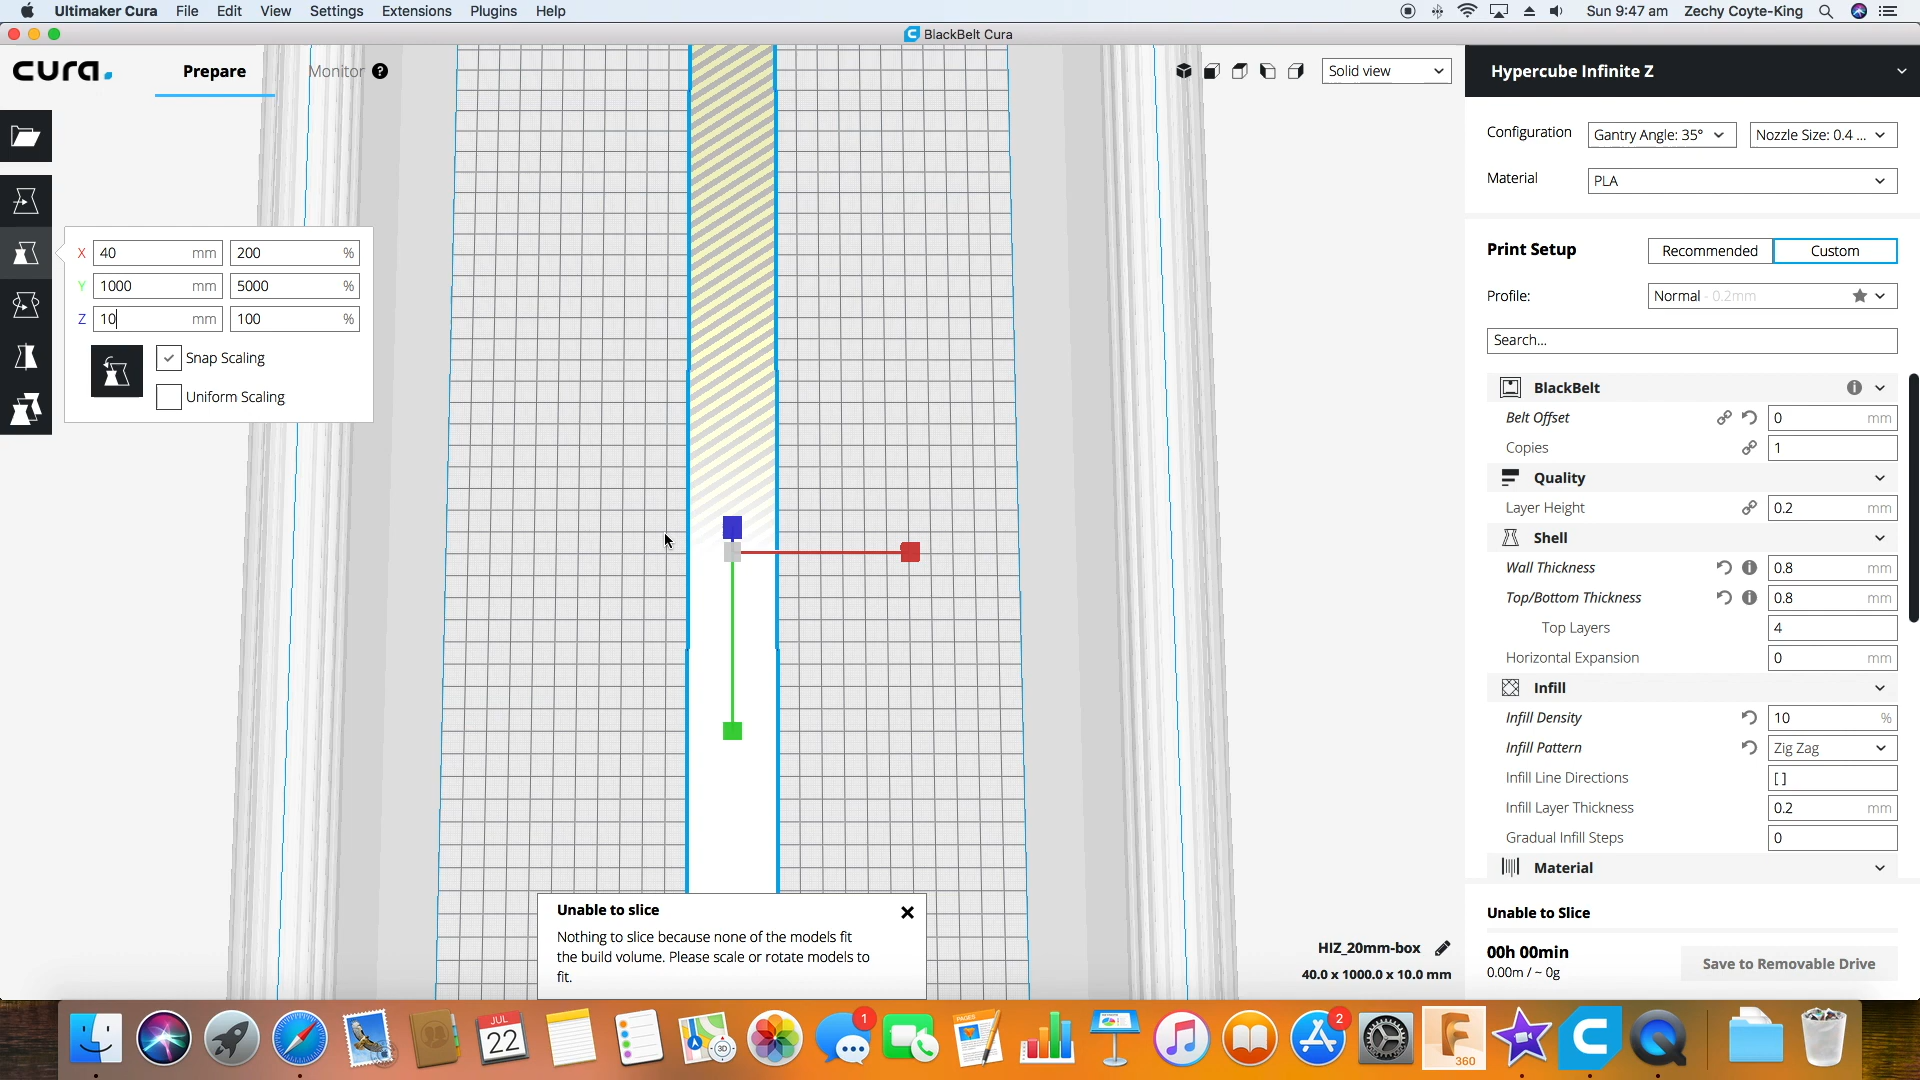 Ultimaker Cura File Edit View Settings Extensions Plugins Help Sun 9:47 am Zechy Coyte-King
BlackBelt Cura
cura. Prepare Monitor ? Solid view
Hypercube Infinite Z
Configuration Gantry Angle: 35° Nozzle Size: 0.4 ...
Material PLA
X 40 mm 200 %
Y 1000 mm 5000 %
Z 10 mm 100 %
Snap Scaling
Uniform Scaling
Print Setup Recommended Custom
Profile: Normal - 0.2mm
Search...
BlackBelt
Belt Offset 0 mm
Copies 1
Quality
Layer Height 0.2 mm
Shell
Wall Thickness 0.8 mm
Top/Bottom Thickness 0.8 mm
Top Layers 4
Horizontal Expansion 0 mm
Infill
Infill Density 10 %
Infill Pattern Zig Zag
Infill Line Directions []
Infill Layer Thickness 0.2 mm
Gradual Infill Steps 0
Material
Unable to slice
Nothing to slice because none of the models fit
the build volume. Please scale or rotate models to
fit.
HIZ_20mm-box
40.0 x 1000.0 x 10.0 mm
Unable to Slice
00h 00min
0.00m / ~ 0g
Save to Removable Drive
JUL
22
3D
1
PAGES
2
360